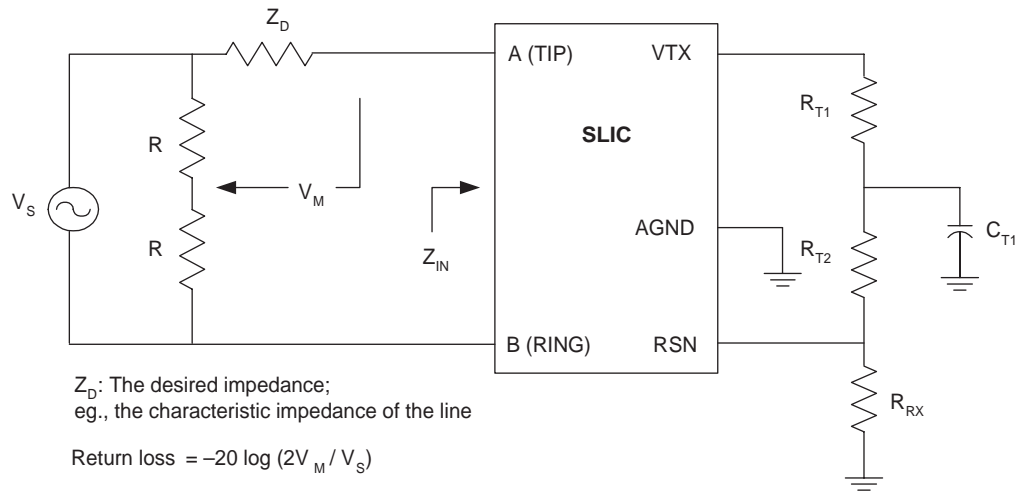 Z_D
A (TIP)
VTX
R_T1
SLIC
R
V_M
V_S
R
Z_IN
AGND
R_T2
C_T1
B (RING)
RSN
R_RX
Z_D: The desired impedance;
eg., the characteristic impedance of the line
Return loss = –20 log (2V_M / V_S)